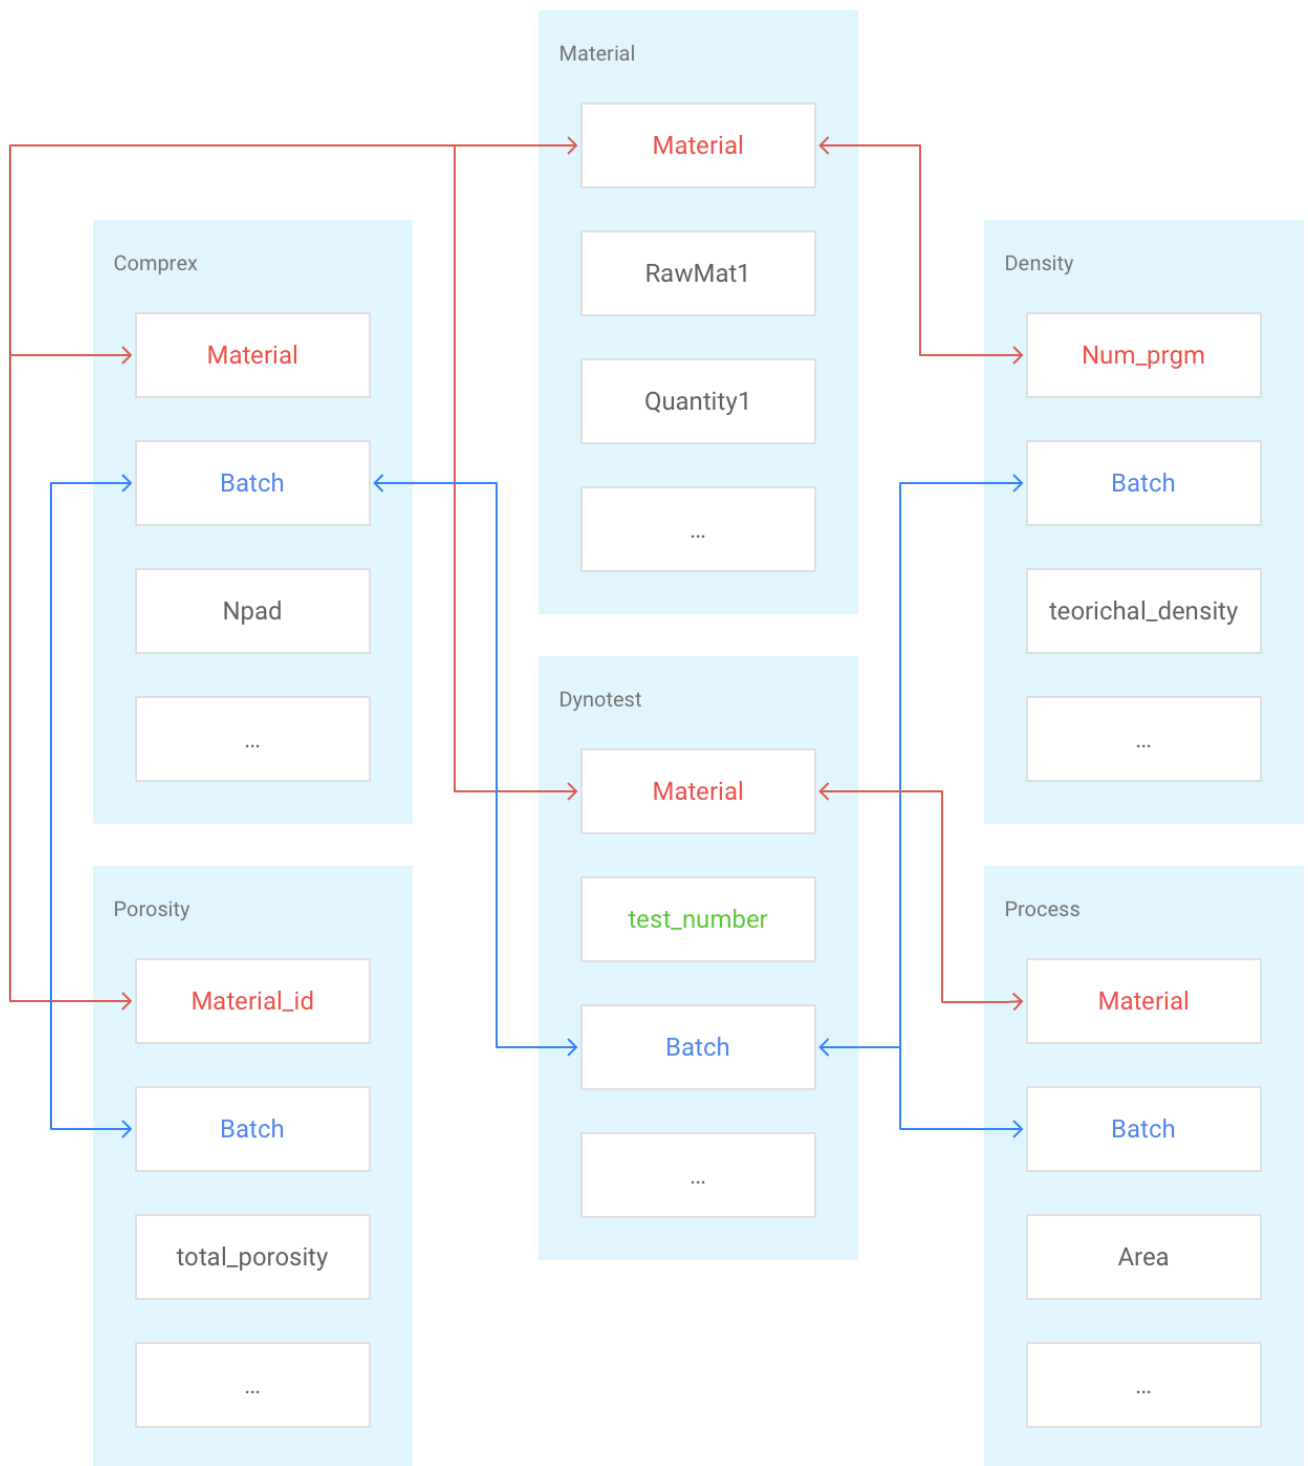 Material
Material
RawMat1
Quantity1
...
Comprex
Material
Batch
Npad
...
Density
Num_prgm
Batch
teorichal_density
...
Dynotest
Material
test_number
Batch
...
Porosity
Material_id
Batch
total_porosity
...
Process
Material
Batch
Area
...